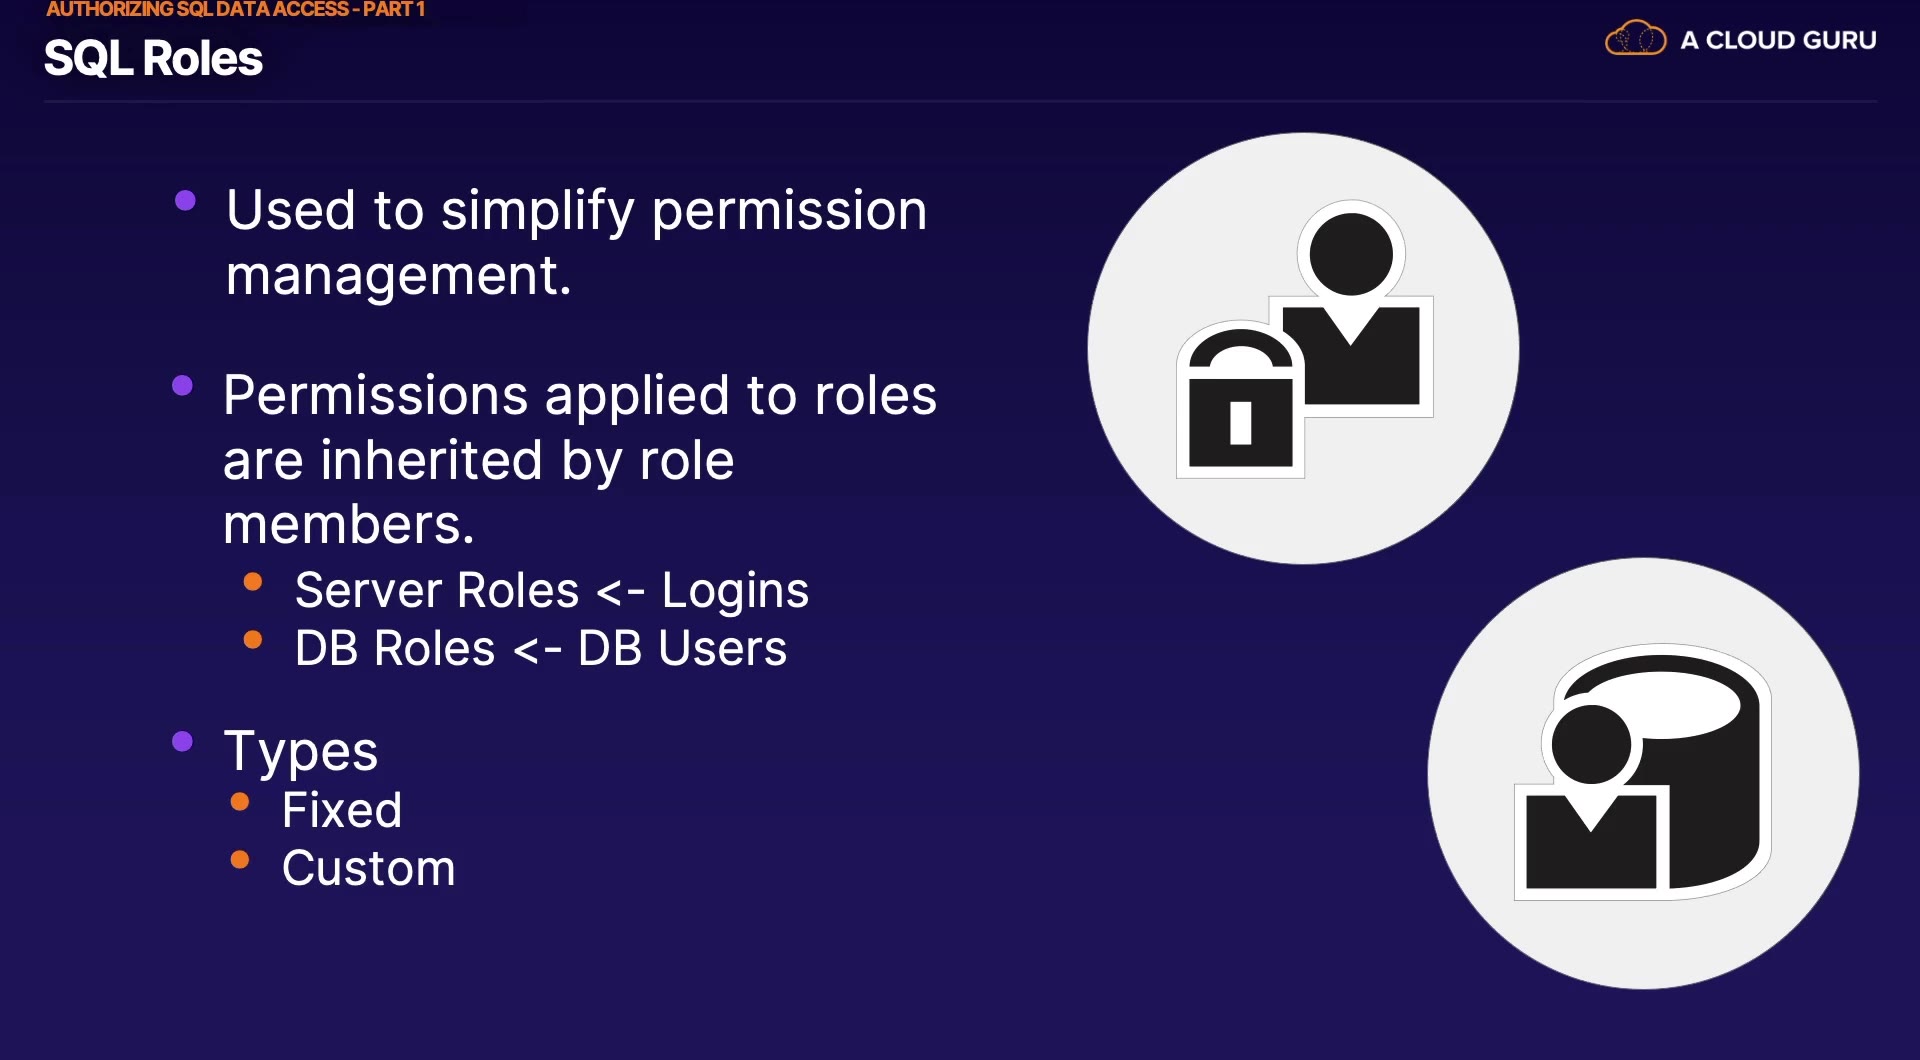 AUTHORIZING SQL DATA ACCESS - PART 1
SQL Roles
A CLOUD GURU
Used to simplify permission
management.
Permissions applied to roles
are inherited by role
members.
Server Roles <- Logins
DB Roles <- DB Users
Types
Fixed
Custom